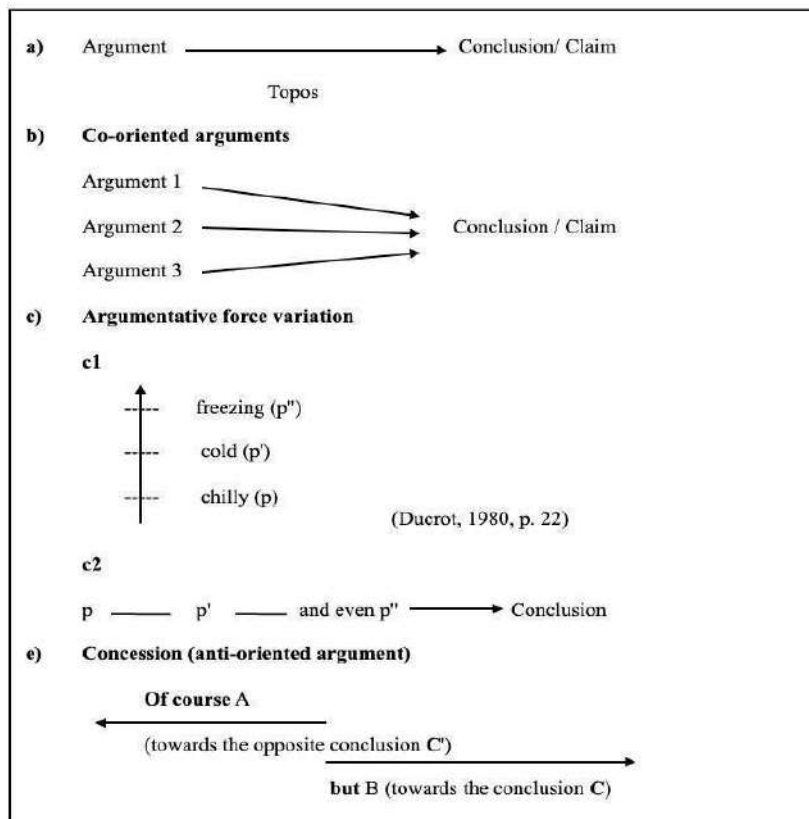 a) Argument Conclusion/ Claim
Topos
b) Co-oriented arguments
Argument 1
Argument 2 Conclusion / Claim
Argument 3
c) Argumentative force variation
c1
----- freezing (p")
----- cold (p')
----- chilly (p)
(Ducrot, 1980, p. 22)
c2
p ____ p' ____ and even p" Conclusion
e) Concession (anti-oriented argument)
Of course A
(towards the opposite conclusion C')
but B (towards the conclusion C)